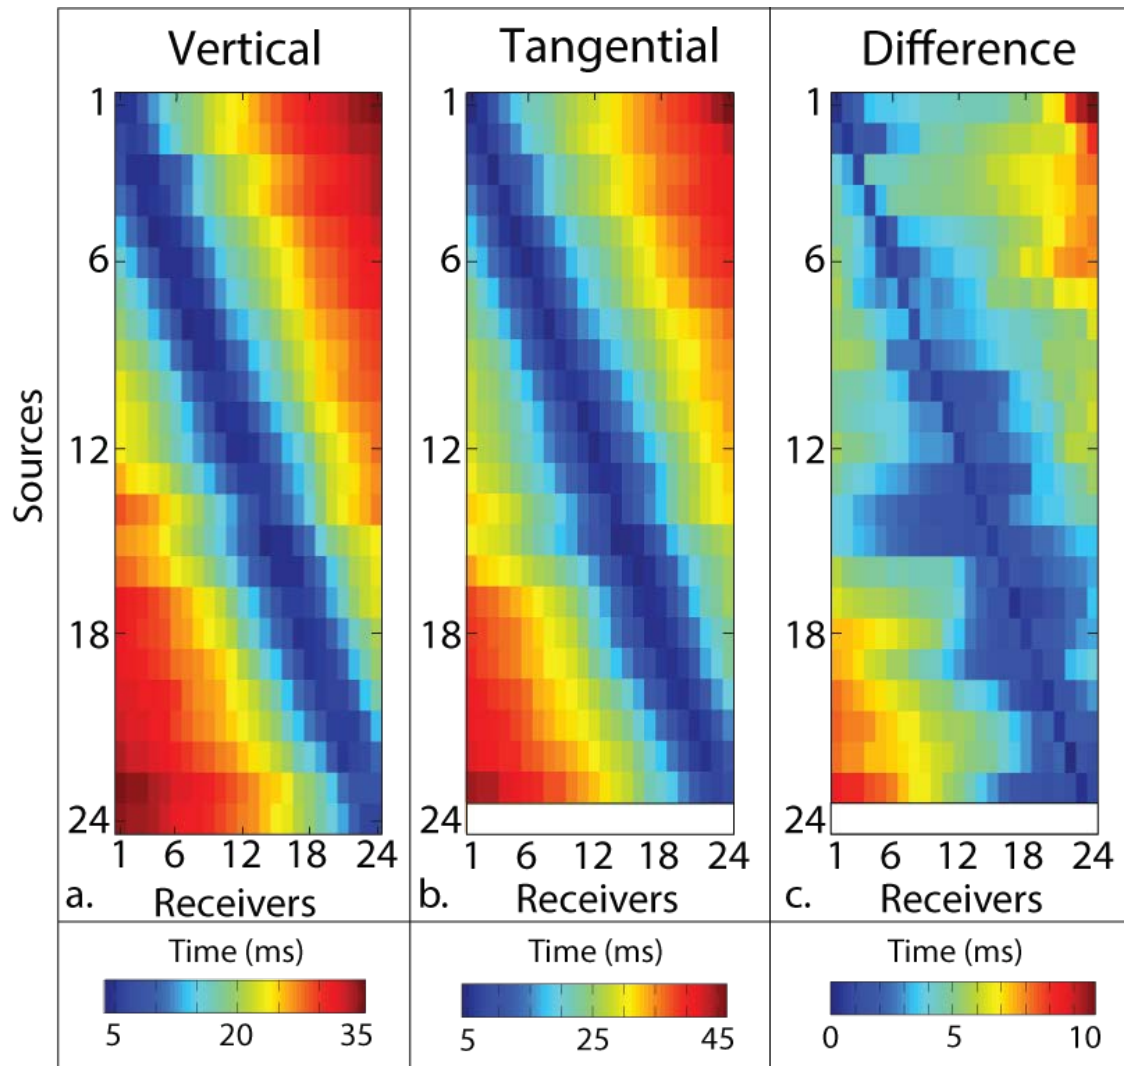 Vertical
Tangential
Difference
Sources
1
6
12
18
24
1
6
12
18
24
1
6
12
18
24
1 6 12 18 24
1 6 12 18 24
1 6 12 18 24
a. Receivers
b. Receivers
c. Receivers
Time (ms)
5 20 35
Time (ms)
5 25 45
Time (ms)
0 5 10